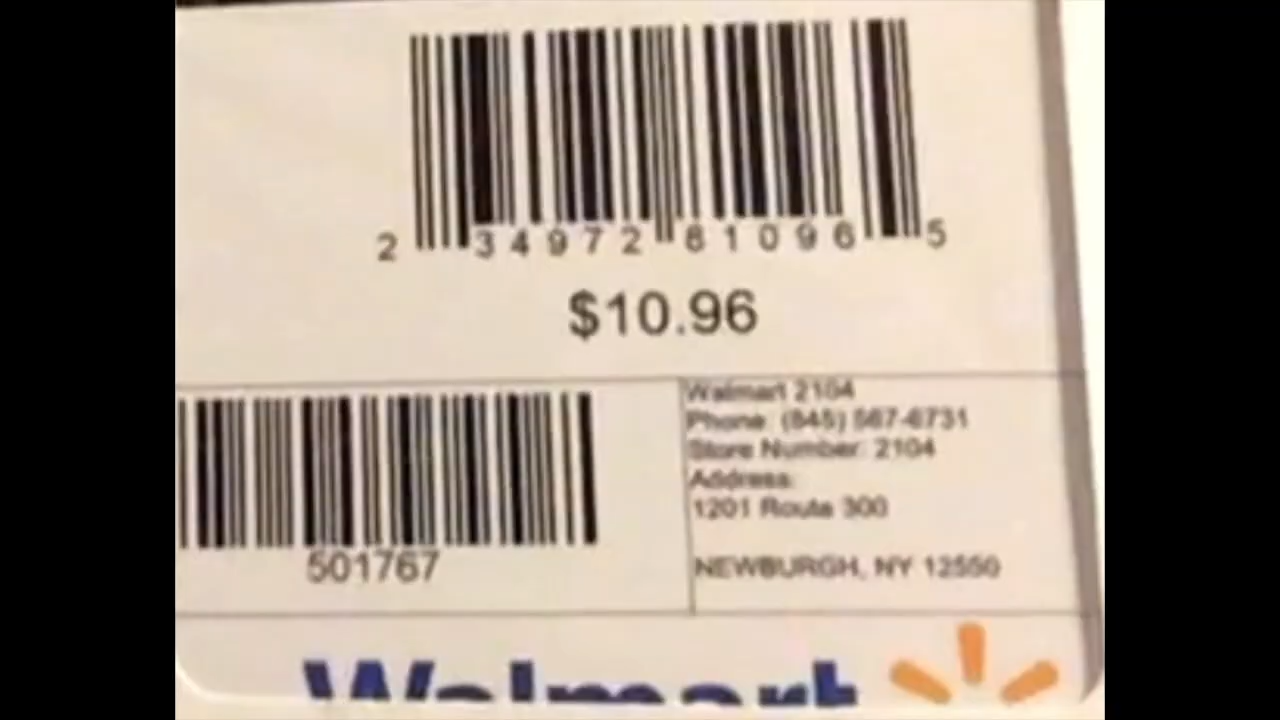 2 34972 81096 5
$10.96
501767
Walmart 2104
Phone: (845) 567-6731
Store Number: 2104
Address:
1201 Route 300
NEWBURGH, NY 12550
Walmart